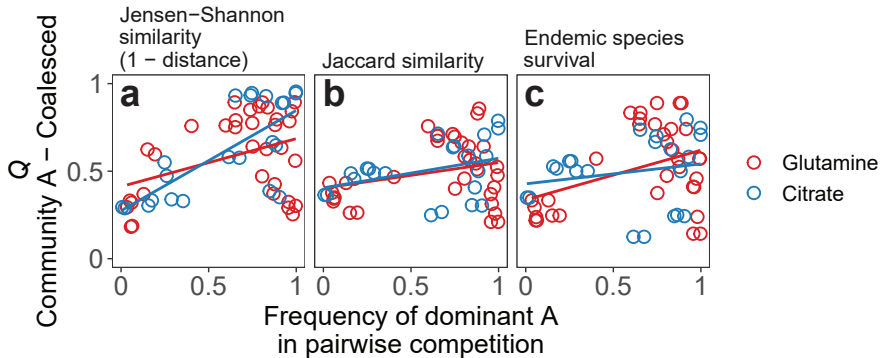 Jensen−Shannon
similarity
(1 − distance)
Jaccard similarity
Endemic species
survival
a
b
c
Q
Community A − Coalesced
1
0.5
0
0
0.5
1
0
0.5
1
0
0.5
1
Frequency of dominant A
in pairwise competition
Glutamine
Citrate